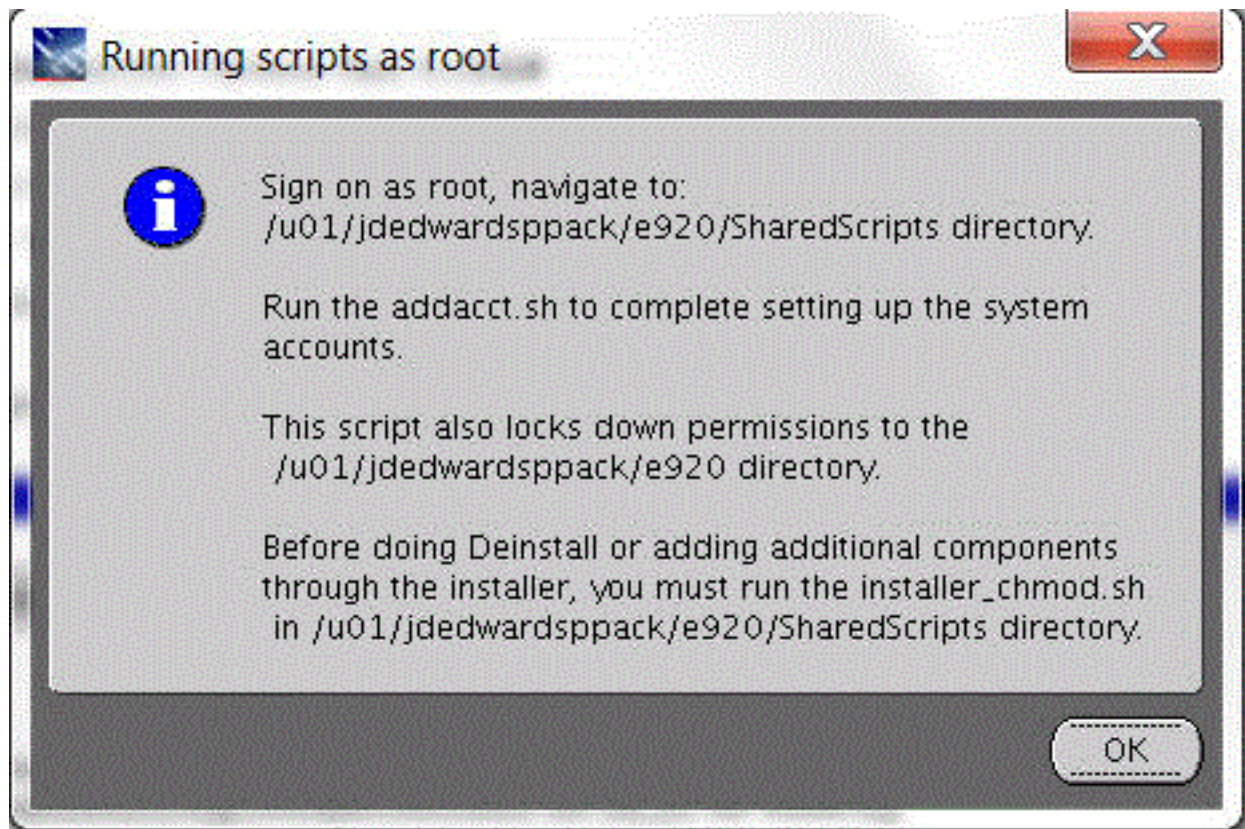 Running scripts as root
X
Sign on as root, navigate to:
/u01/jdedwardsppack/e920/SharedScripts directory.
Run the addacct.sh to complete setting up the system
accounts.
This script also locks down permissions to the
/u01/jdedwardsppack/e920 directory.
Before doing Deinstall or adding additional components
through the installer, you must run the installer_chmod.sh
in /u01/jdedwardsppack/e920/SharedScripts directory.
OK